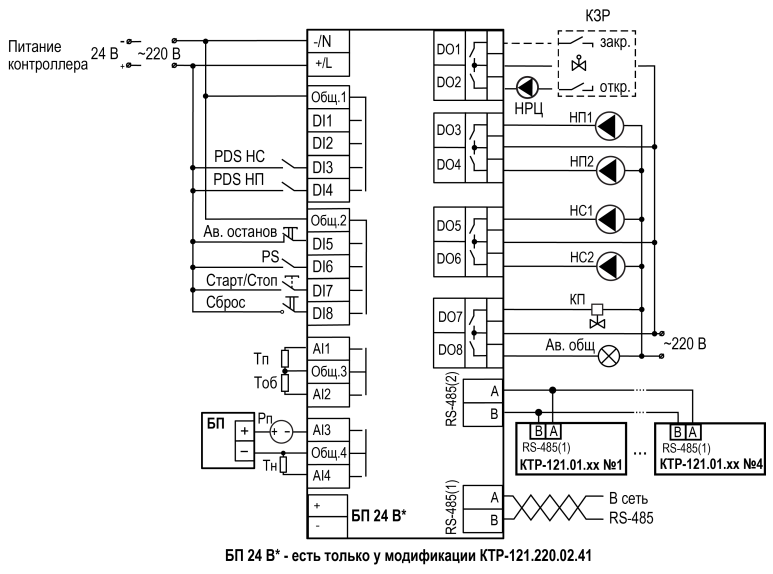 Питание контроллера
24 В
~220 В
-
+
-/N
+/L
Общ.1
DI1
DI2
DI3
DI4
PDS НС
PDS НП
Общ.2
DI5
DI6
DI7
DI8
Ав. останов
PS
Старт/Стоп
Сброс
AI1
Общ.3
AI2
Тп
Тоб
БП
+
−
Рп
+ −
Тн
AI3
Общ.4
AI4
+
-
БП 24 В*
DO1
DO2
КЗР
закр.
откр.
НРЦ
DO3
DO4
НП1
НП2
DO5
DO6
НС1
НС2
DO7
DO8
КП
Ав. общ
~220 В
RS-485(2)
A
B
...
...
B A
RS-485(1)
КТР-121.01.xx №1
...
B A
RS-485(1)
КТР-121.01.xx №4
RS-485(1)
A
B
В сеть
RS-485
БП 24 В* - есть только у модификации КТР-121.220.02.41